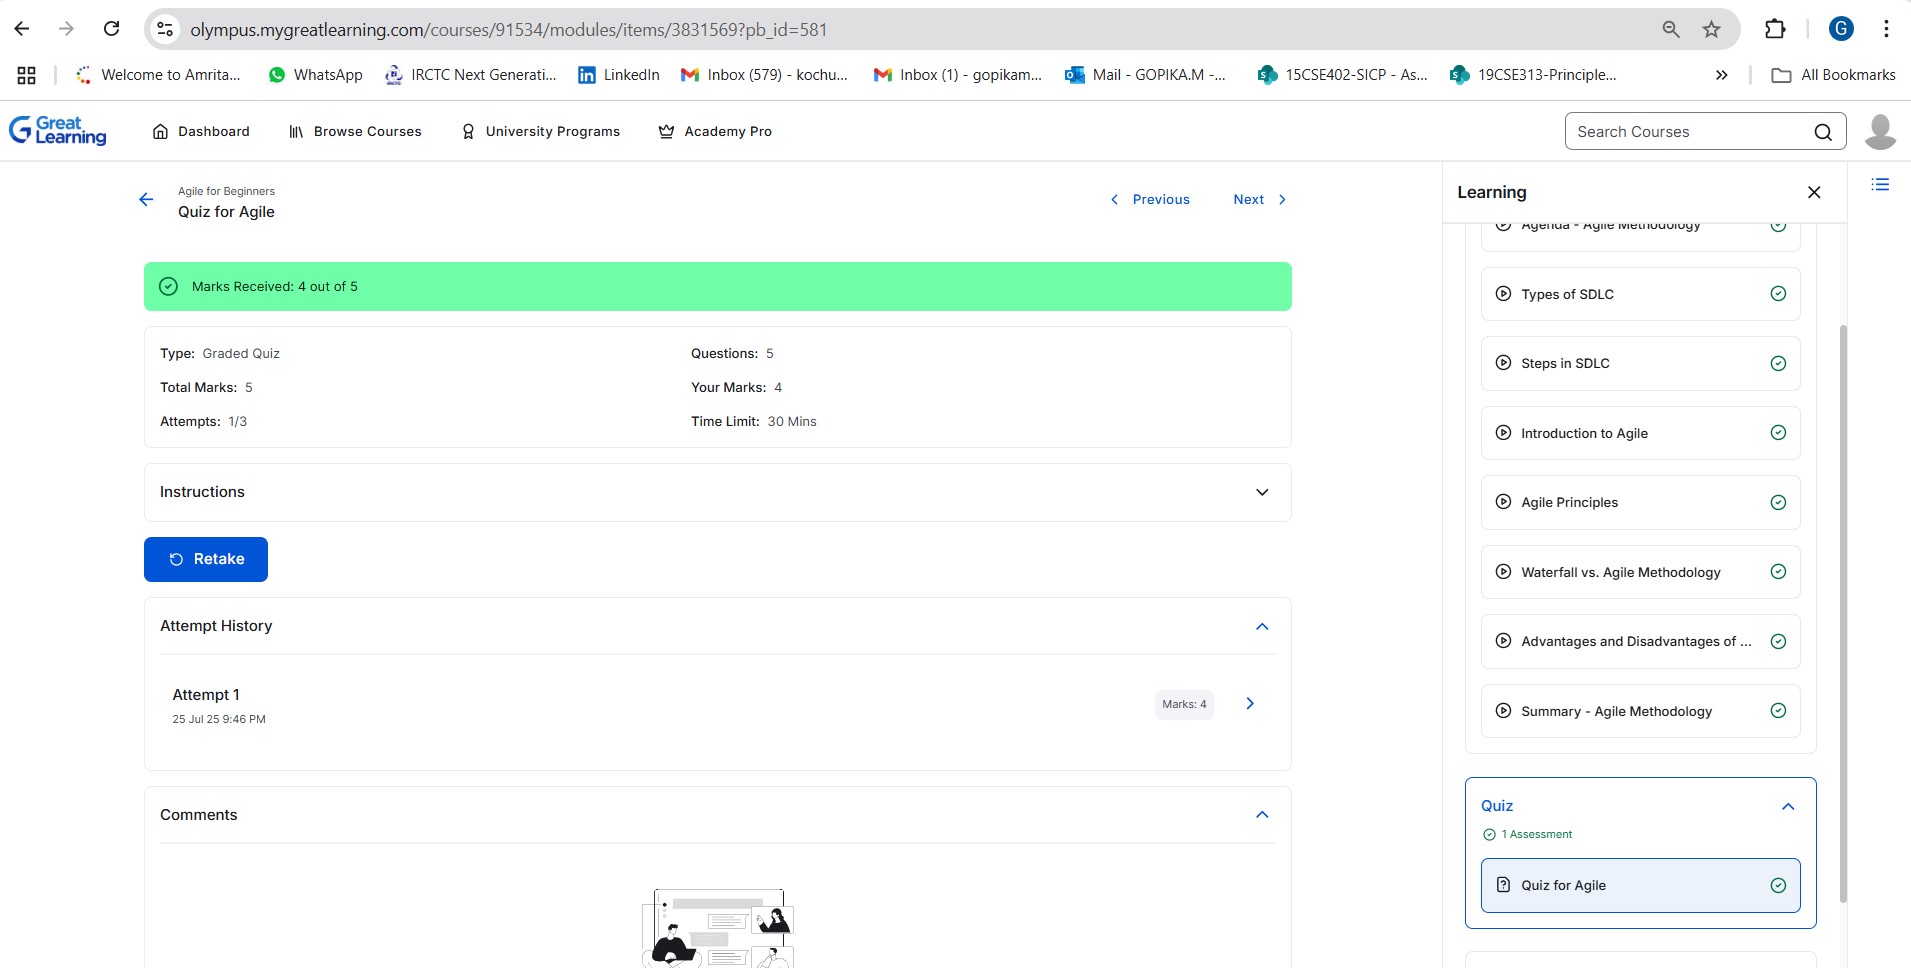 olympus.mygreatlearning.com/courses/91534/modules/items/3831569?pb_id=581
G
Welcome to Amrita...
WhatsApp
IRCTC Next Generati...
LinkedIn
Inbox (579) - kochu...
Inbox (1) - gopikam...
Mail - GOPIKA.M -...
15CSE402-SICP - As...
19CSE313-Principle...
»
All Bookmarks
Great
Learning
Dashboard
Browse Courses
University Programs
Academy Pro
Search Courses
Agile for Beginners
Quiz for Agile
Previous
Next
Marks Received: 4 out of 5
Type: Graded Quiz
Questions: 5
Total Marks: 5
Your Marks: 4
Attempts: 1/3
Time Limit: 30 Mins
Instructions
Retake
Attempt History
Attempt 1
25 Jul 25 9:46 PM
Marks: 4
Comments
Learning
Agenda - Agile Methodology
Types of SDLC
Steps in SDLC
Introduction to Agile
Agile Principles
Waterfall vs. Agile Methodology
Advantages and Disadvantages of ...
Summary - Agile Methodology
Quiz
1 Assessment
Quiz for Agile